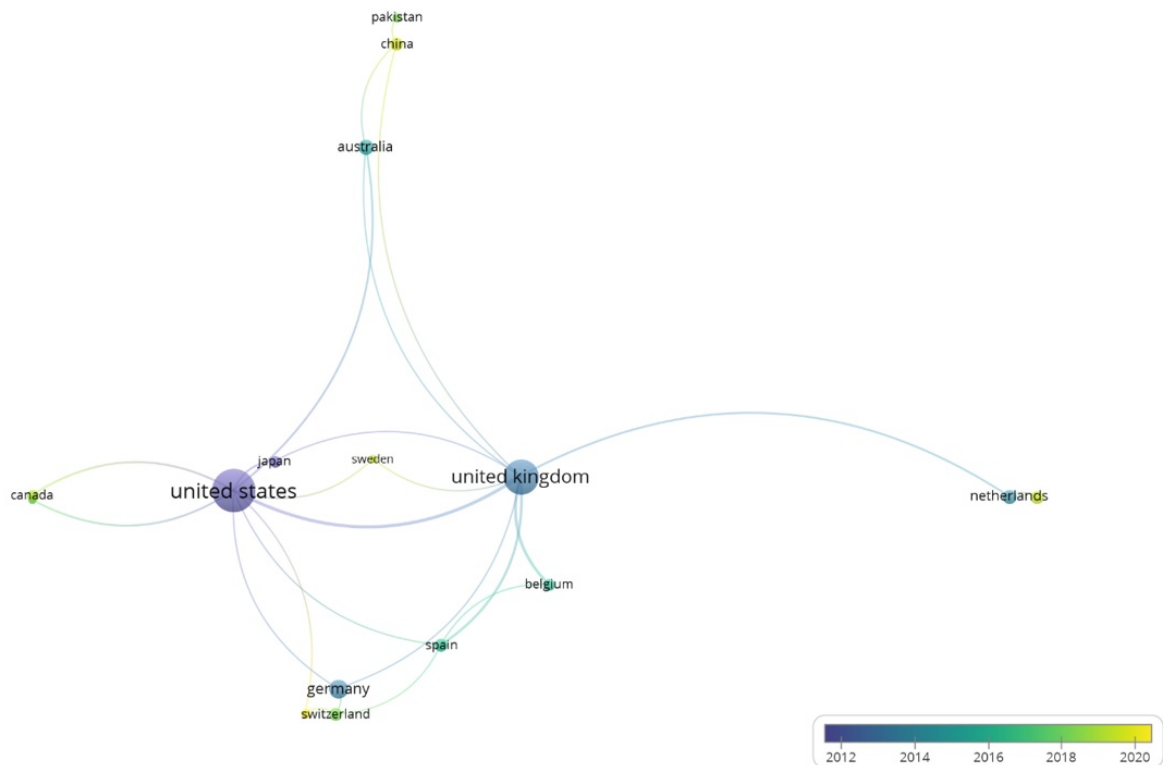 pakistan
china
australia
japan
sweden
united kingdom
united states
canada
netherlands
belgium
spain
germany
switzerland
2012 2014 2016 2018 2020